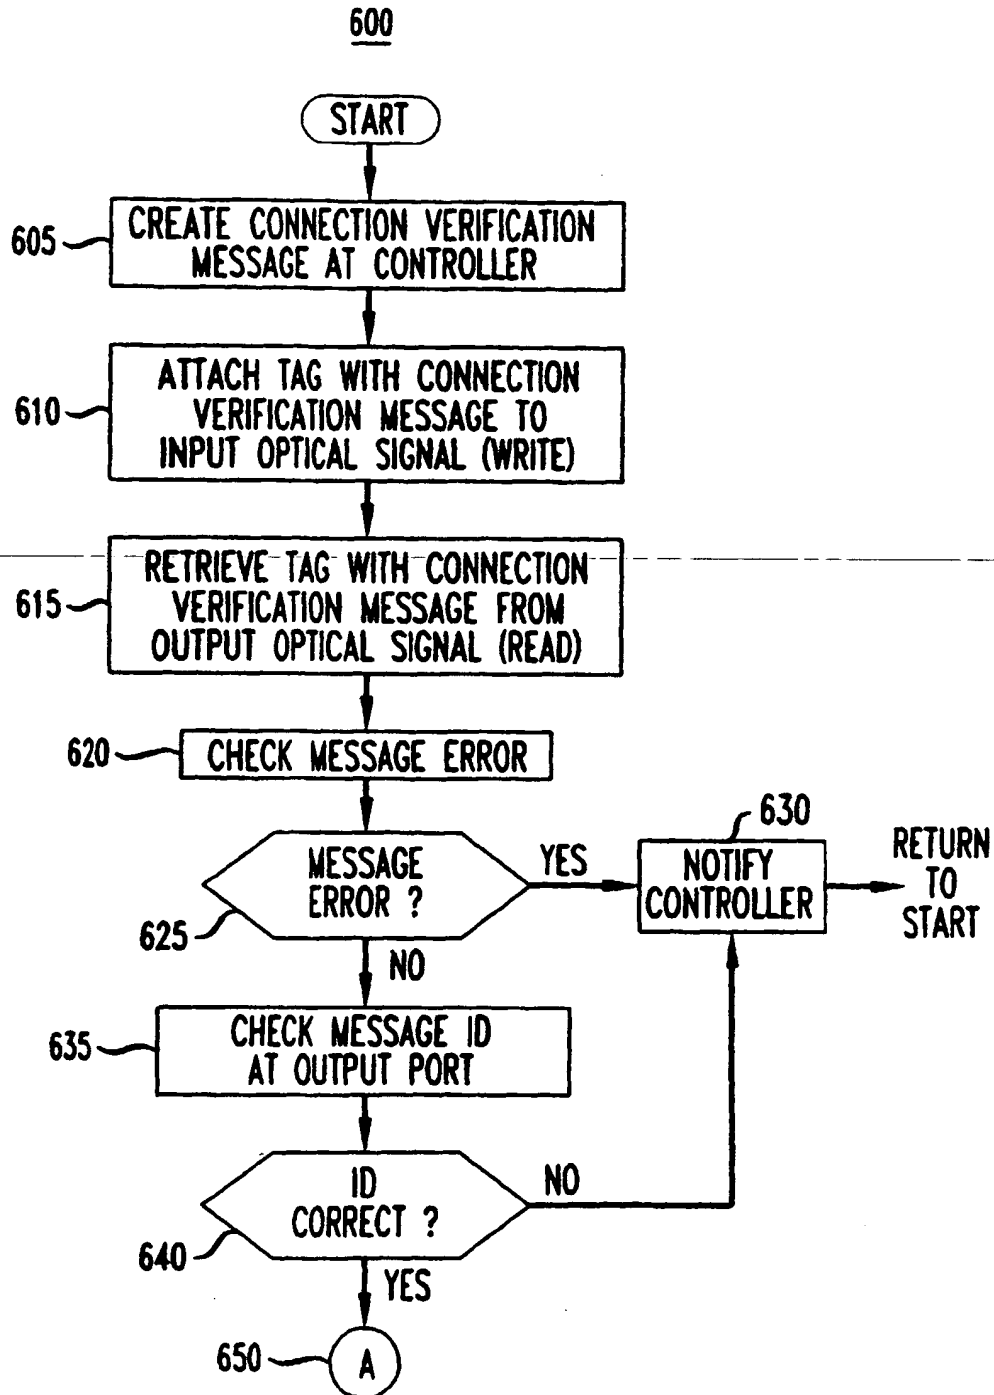 600
START
605
CREATE CONNECTION VERIFICATION
MESSAGE AT CONTROLLER
610
ATTACH TAG WITH CONNECTION
VERIFICATION MESSAGE TO
INPUT OPTICAL SIGNAL (WRITE)
615
RETRIEVE TAG WITH CONNECTION
VERIFICATION MESSAGE FROM
OUTPUT OPTICAL SIGNAL (READ)
620
CHECK MESSAGE ERROR
625
MESSAGE
ERROR ?
YES
630
NOTIFY
CONTROLLER
RETURN
TO
START
NO
635
CHECK MESSAGE ID
AT OUTPUT PORT
640
ID
CORRECT ?
NO
YES
650
A